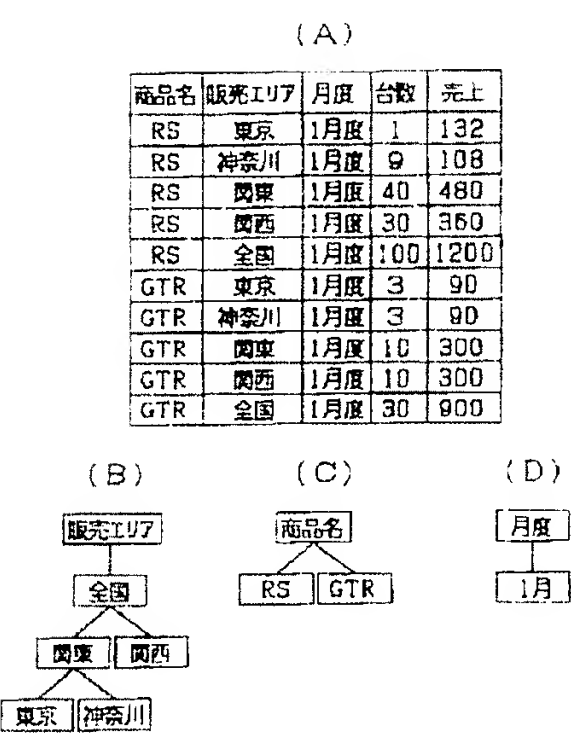 (A)
商品名 販売エリア 月度 台数 売上
RS 東京 1月度 1 132
RS 神奈川 1月度 9 108
RS 関東 1月度 40 480
RS 関西 1月度 30 360
RS 全国 1月度 100 1200
GTR 東京 1月度 3 90
GTR 神奈川 1月度 3 90
GTR 関東 1月度 10 300
GTR 関西 1月度 10 300
GTR 全国 1月度 30 900
(B) (C) (D)
販売エリア 商品名 月度
全国 RS GTR 1月
関東 関西
東京 神奈川